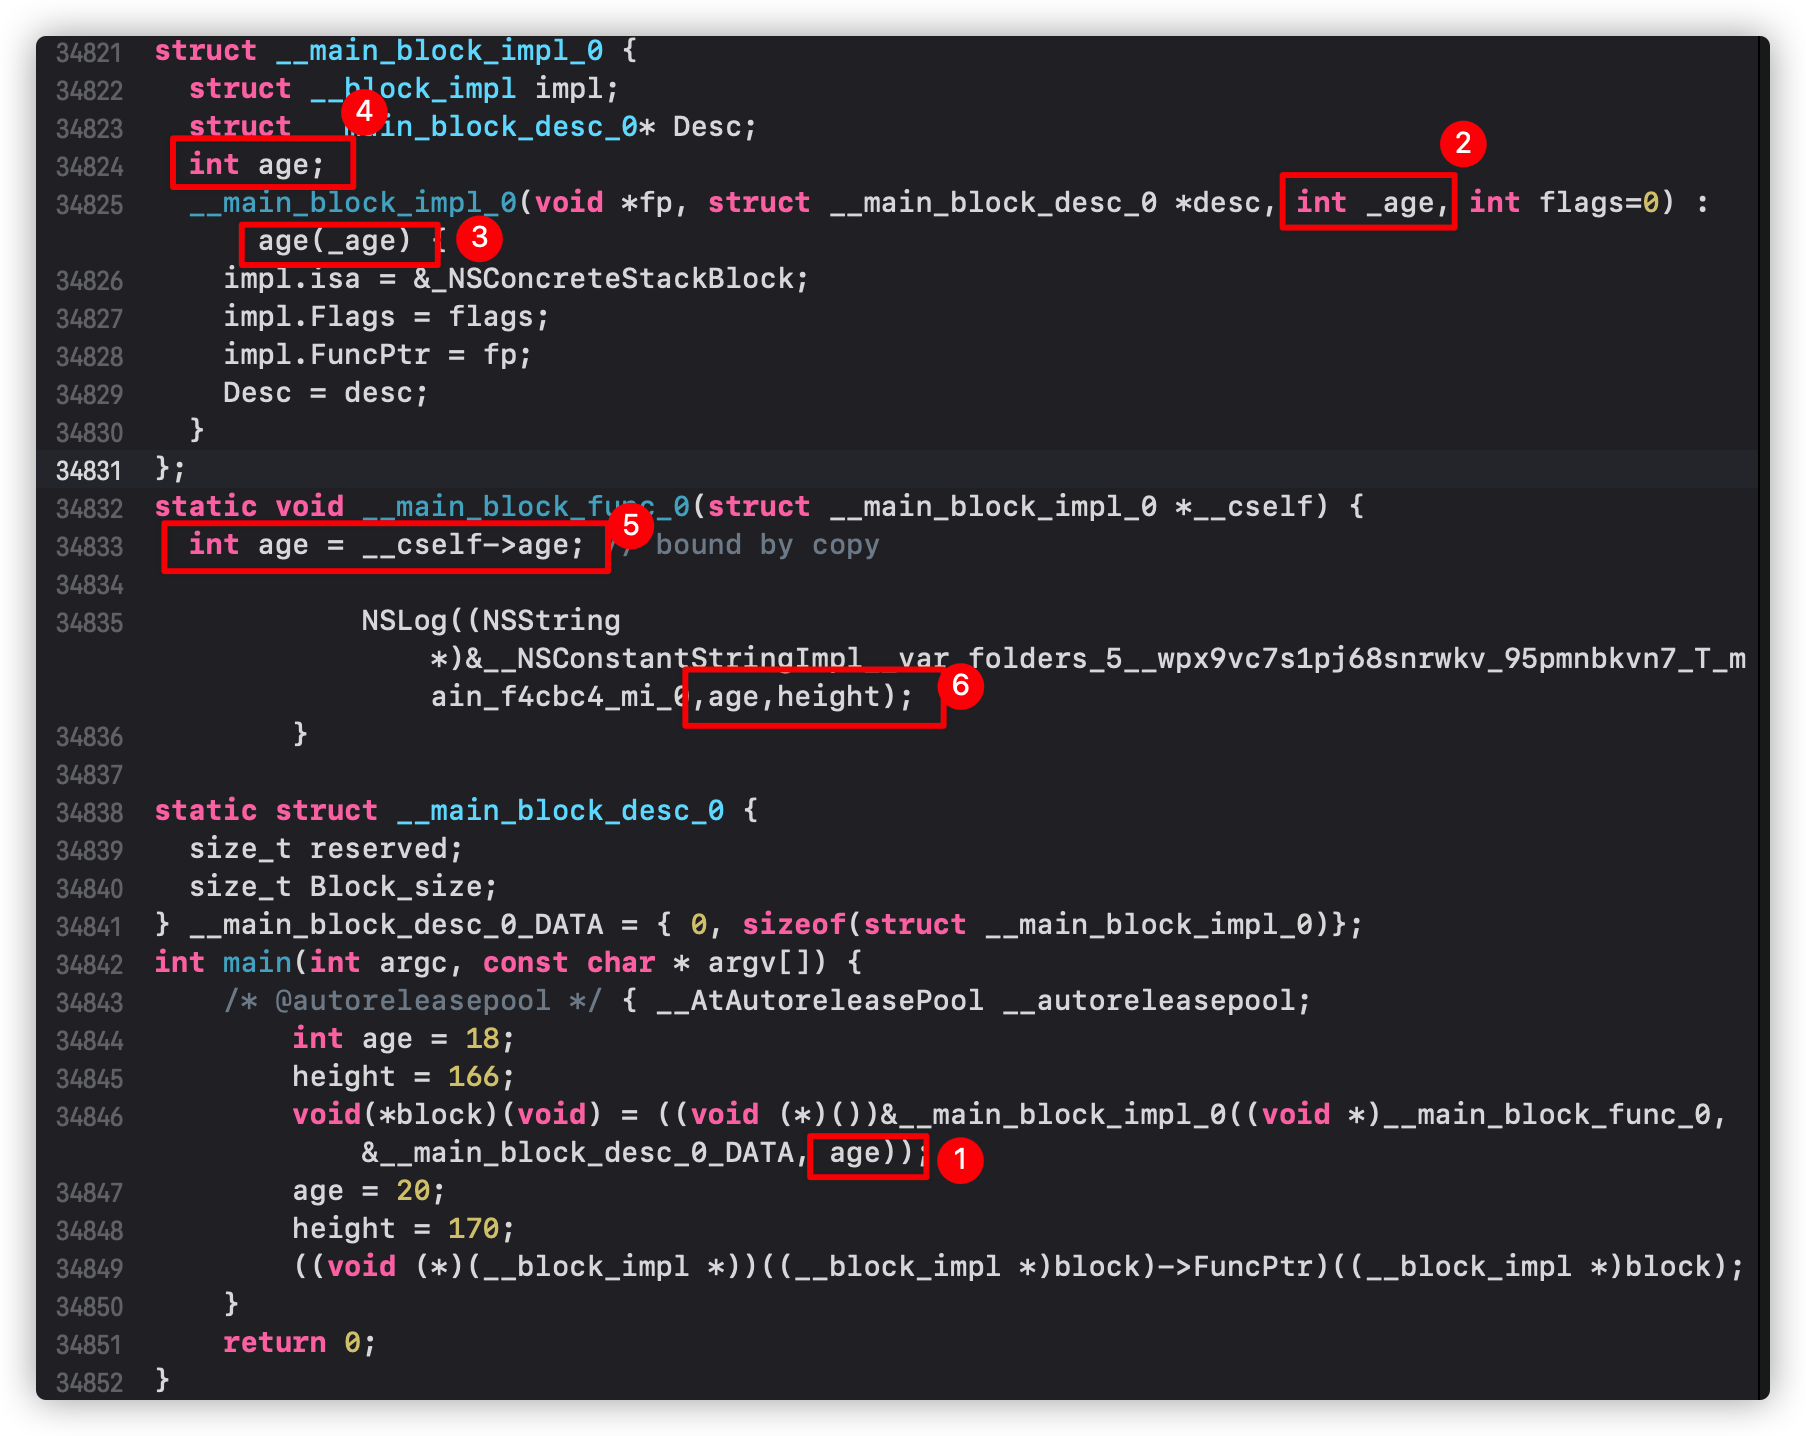 34821 struct __main_block_impl_0 {
34822 struct __block_impl impl;
4
34823 struct __main_block_desc_0* Desc;
34824 int age;
2
34825 __main_block_impl_0(void *fp, struct __main_block_desc_0 *desc, int _age, int flags=0) :
age(_age) {
3
34826 impl.isa = &_NSConcreteStackBlock;
34827 impl.Flags = flags;
34828 impl.FuncPtr = fp;
34829 Desc = desc;
34830 }
34831 };
34832 static void __main_block_func_0(struct __main_block_impl_0 *__cself) {
5
34833 int age = __cself->age; // bound by copy
34834
34835 NSLog((NSString
*)&__NSConstantStringImpl__var_folders_5__wpx9vc7s1pj68snrwkv_95pmnbkvn7_T_m
ain_f4cbc4_mi_0,age,height);
6
34836 }
34837
34838 static struct __main_block_desc_0 {
34839 size_t reserved;
34840 size_t Block_size;
34841 } __main_block_desc_0_DATA = { 0, sizeof(struct __main_block_impl_0)};
34842 int main(int argc, const char * argv[]) {
34843 /* @autoreleasepool */ { __AtAutoreleasePool __autoreleasepool;
34844 int age = 18;
34845 height = 166;
34846 void(*block)(void) = ((void (*)())&__main_block_impl_0((void *)__main_block_func_0,
&__main_block_desc_0_DATA, age));
1
34847 age = 20;
34848 height = 170;
34849 ((void (*)(__block_impl *))((__block_impl *)block)->FuncPtr)((__block_impl *)block);
34850 }
34851 return 0;
34852 }